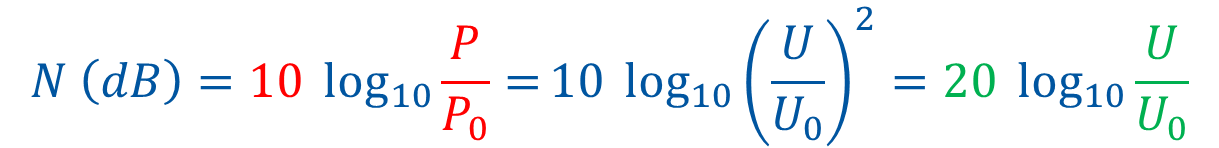 N (dB) = 10 log₁₀ P/P₀ = 10 log₁₀ (U/U₀)² = 20 log₁₀ U/U₀